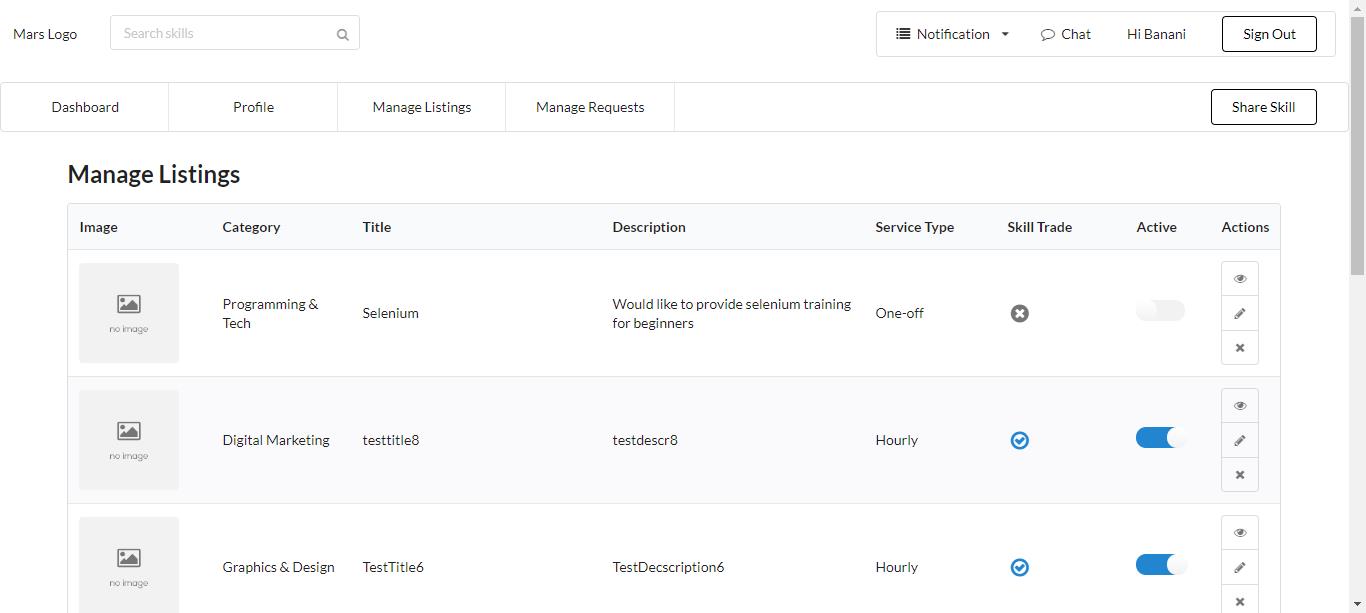 Mars Logo
Search skills
Notification
Chat
Hi Banani
Sign Out
Dashboard
Profile
Manage Listings
Manage Requests
Share Skill
Manage Listings
Image Category Title Description Service Type Skill Trade Active Actions
no image
Programming &
Tech
Selenium
Would like to provide selenium training
for beginners
One-off
no image
Digital Marketing
testtitle8
testdescr8
Hourly
no image
Graphics & Design
TestTitle6
TestDecscription6
Hourly